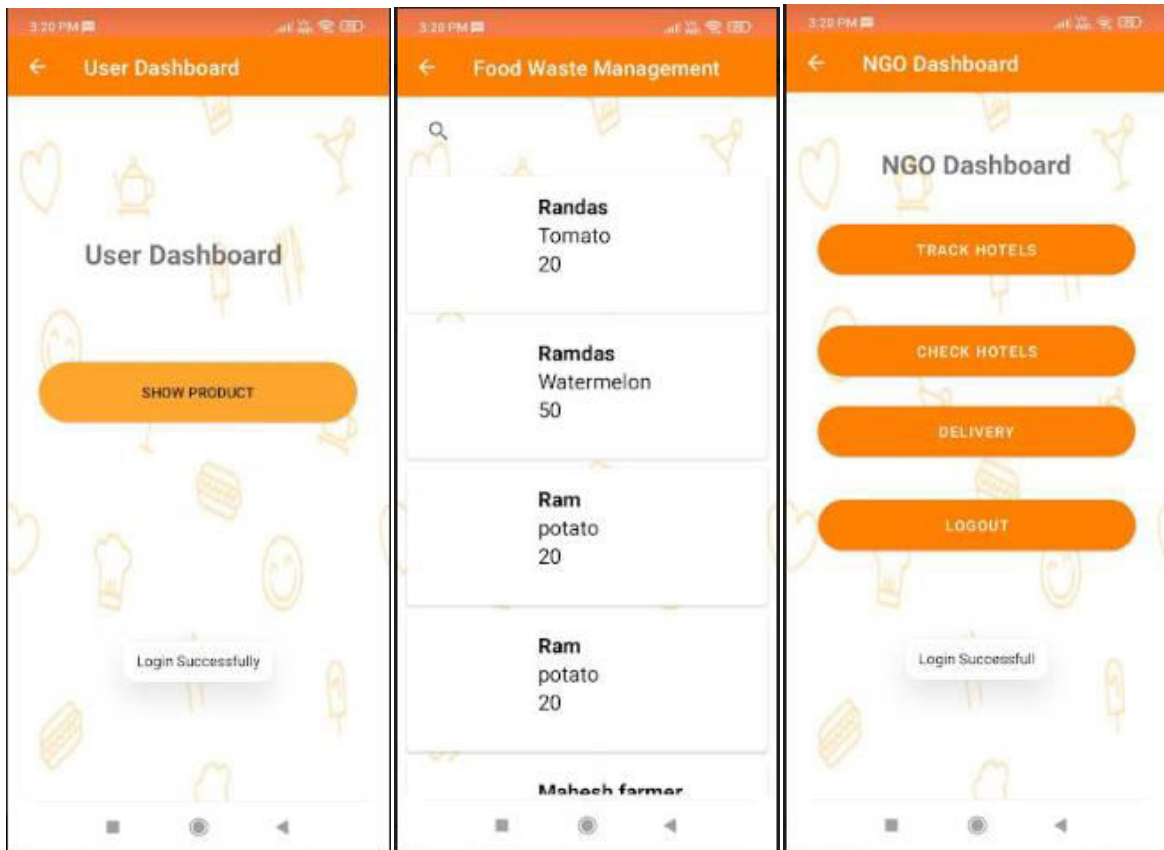 3:20 PM
User Dashboard
User Dashboard
SHOW PRODUCT
Login Successfully
3:20 PM
Food Waste Management
Randas
Tomato
20
Ramdas
Watermelon
50
Ram
potato
20
Ram
potato
20
Mahesh farmer
3:20 PM
NGO Dashboard
NGO Dashboard
TRACK HOTELS
CHECK HOTELS
DELIVERY
LOGOUT
Login Successfull